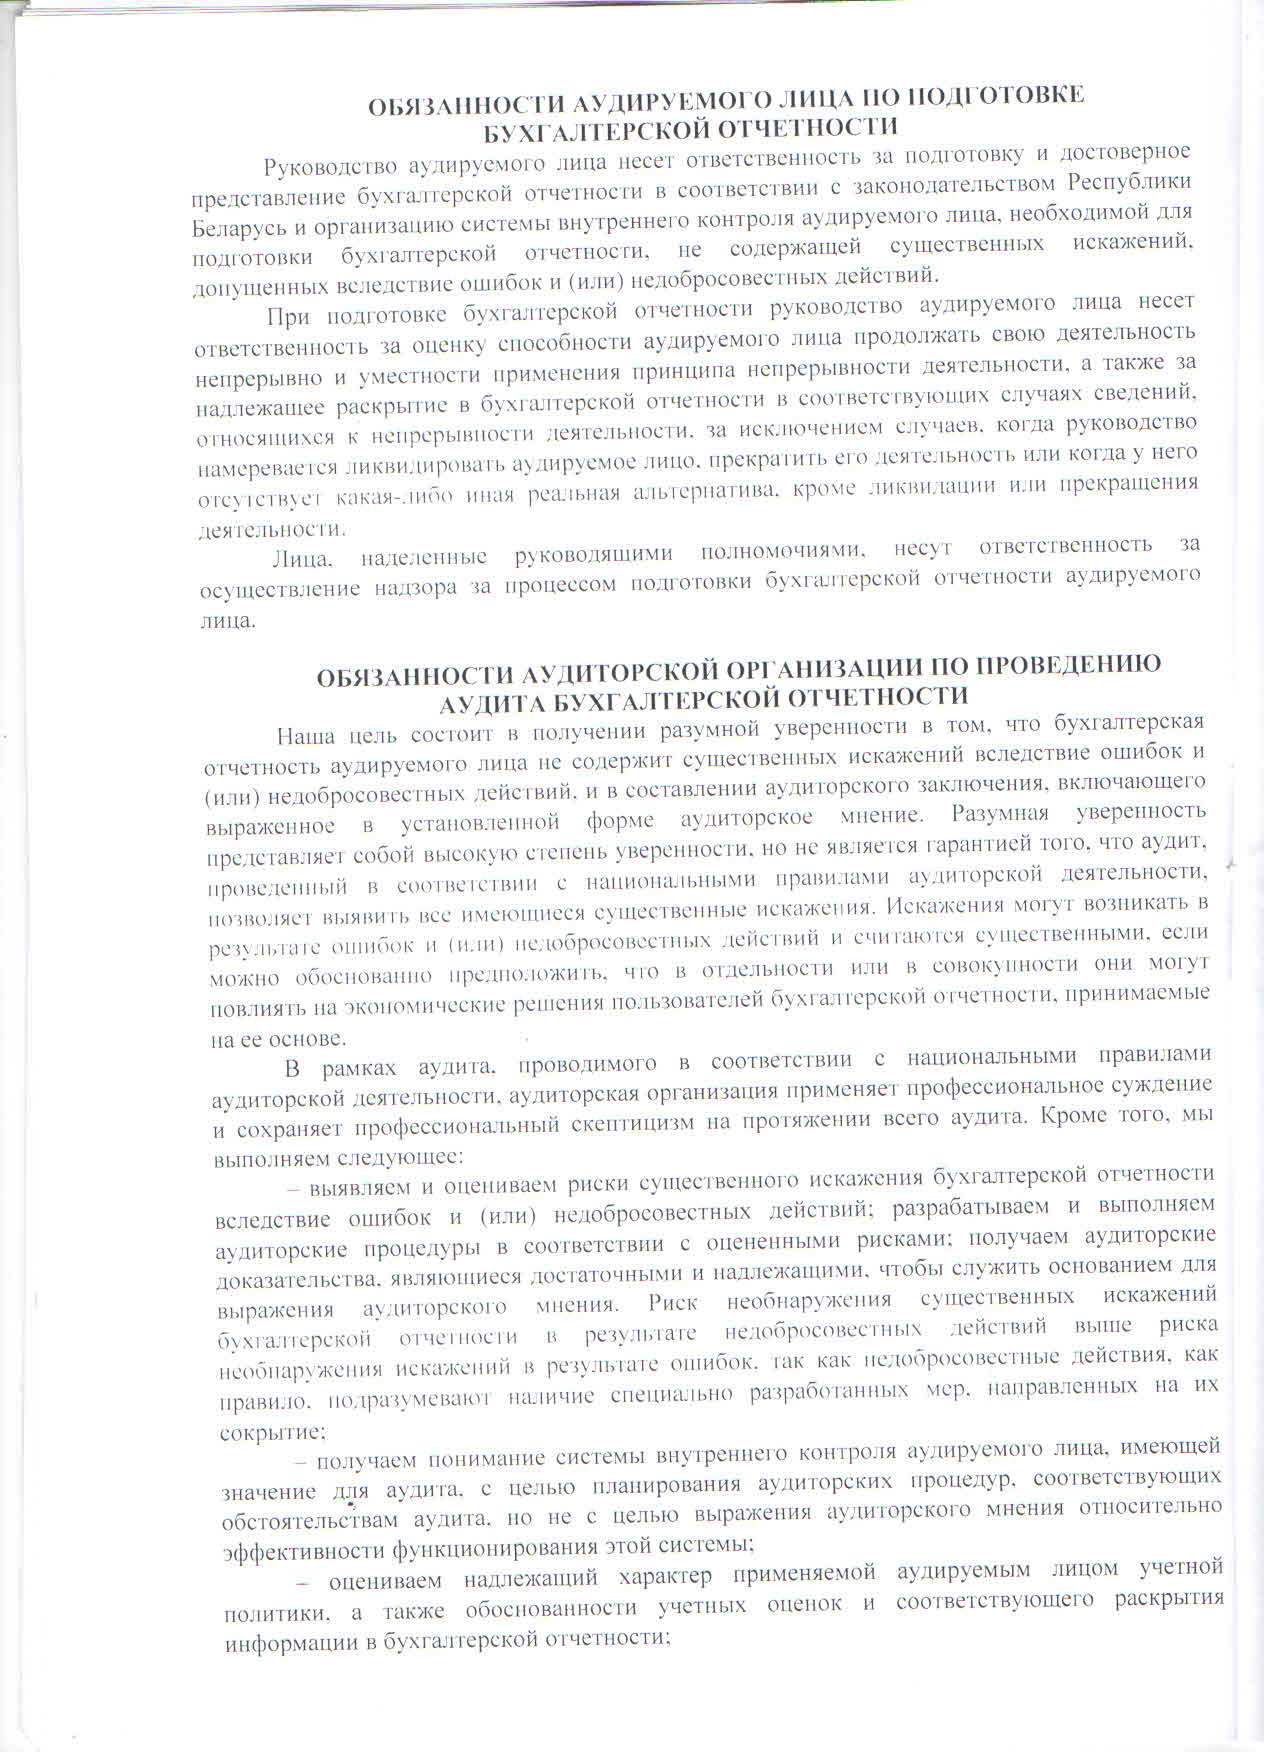 ОБЯЗАННОСТИ АУДИРУЕМОГО ЛИЦА ПО ПОДГОТОВКЕ
БУХГАЛТЕРСКОЙ ОТЧЕТНОСТИ
Руководство аудируемого лица несет ответственность за подготовку и достоверное
представление бухгалтерской отчетности в соответствии с законодательством Республики
Беларусь и организацию системы внутреннего контроля аудируемого лица, необходимой для
подготовки бухгалтерской отчетности, не содержащей существенных искажений,
допущенных вследствие ошибок и (или) недобросовестных действий.
При подготовке бухгалтерской отчетности руководство аудируемого лица несет
ответственность за оценку способности аудируемого лица продолжать свою деятельность
непрерывно и уместности применения принципа непрерывности деятельности, а также за
надлежащее раскрытие в бухгалтерской отчетности в соответствующих случаях сведений,
относящихся к непрерывности деятельности, за исключением случаев, когда руководство
намеревается ликвидировать аудируемое лицо, прекратить его деятельность или когда у него
отсутствует какая-либо иная реальная альтернатива, кроме ликвидации или прекращения
деятельности.
Лица, наделенные руководящими полномочиями, несут ответственность за
осуществление надзора за процессом подготовки бухгалтерской отчетности аудируемого
лица.
ОБЯЗАННОСТИ АУДИТОРСКОЙ ОРГАНИЗАЦИИ ПО ПРОВЕДЕНИЮ
АУДИТА БУХГАЛТЕРСКОЙ ОТЧЕТНОСТИ
Наша цель состоит в получении разумной уверенности в том, что бухгалтерская
отчетность аудируемого лица не содержит существенных искажений вследствие ошибок и
(или) недобросовестных действий, и в составлении аудиторского заключения, включающего
выраженное в установленной форме аудиторское мнение. Разумная уверенность
представляет собой высокую степень уверенности, но не является гарантией того, что аудит,
проведенный в соответствии с национальными правилами аудиторской деятельности,
позволяет выявить все имеющиеся существенные искажения. Искажения могут возникать в
результате ошибок и (или) недобросовестных действий и считаются существенными, если
можно обоснованно предположить, что в отдельности или в совокупности они могут
повлиять на экономические решения пользователей бухгалтерской отчетности, принимаемые
на ее основе.
В рамках аудита, проводимого в соответствии с национальными правилами
аудиторской деятельности, аудиторская организация применяет профессиональное суждение
и сохраняет профессиональный скептицизм на протяжении всего аудита. Кроме того, мы
выполняем следующее:
– выявляем и оцениваем риски существенного искажения бухгалтерской отчетности
вследствие ошибок и (или) недобросовестных действий; разрабатываем и выполняем
аудиторские процедуры в соответствии с оцененными рисками; получаем аудиторские
доказательства, являющиеся достаточными и надлежащими, чтобы служить основанием для
выражения аудиторского мнения. Риск необнаружения существенных искажений
бухгалтерской отчетности в результате недобросовестных действий выше риска
необнаружения искажений в результате ошибок, так как недобросовестные действия, как
правило, подразумевают наличие специально разработанных мер, направленных на их
сокрытие;
– получаем понимание системы внутреннего контроля аудируемого лица, имеющей
значение для аудита, с целью планирования аудиторских процедур, соответствующих
обстоятельствам аудита, но не с целью выражения аудиторского мнения относительно
эффективности функционирования этой системы;
– оцениваем надлежащий характер применяемой аудируемым лицом учетной
политики, а также обоснованности учетных оценок и соответствующего раскрытия
информации в бухгалтерской отчетности;